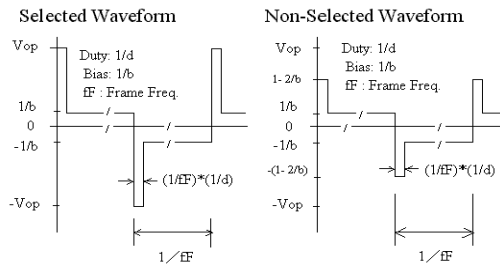 Selected Waveform
Vop
Duty: 1/d
Bias: 1/b
fF : Frame Freq.
1/b
0
-1/b
(1/fF)*(1/d)
-Vop
1／fF
Non-Selected Waveform
Vop
Duty: 1/d
1- 2/b
Bias: 1/b
fF : Frame Freq.
1/b
0
-1/b
-(1- 2/b)
(1/fF)*(1/d)
-Vop
1／fF